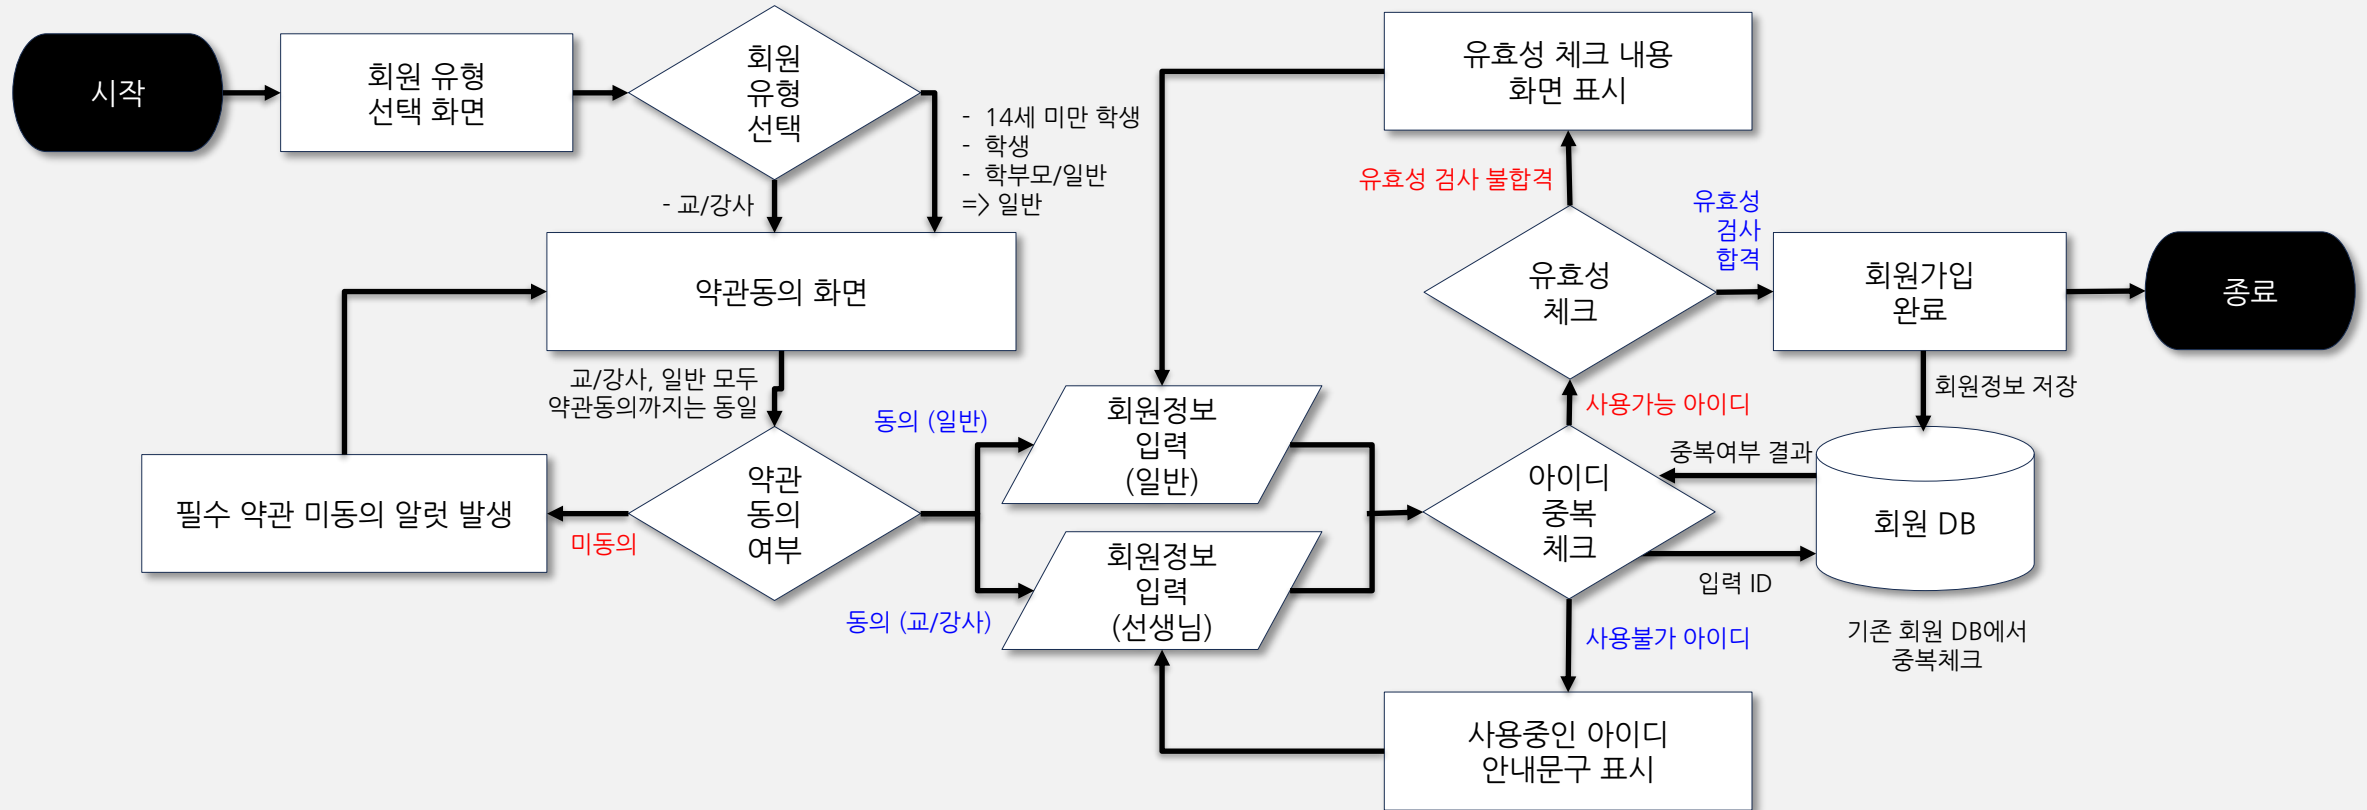 시작
회원 유형
선택 화면
회원
유형
선택
- 14세 미만 학생
- 학생
- 학부모/일반
=> 일반
- 교/강사
약관동의 화면
교/강사, 일반 모두
약관동의까지는 동일
약관
동의
여부
미동의
필수 약관 미동의 알럿 발생
동의 (일반)
동의 (교/강사)
회원정보
입력
(일반)
회원정보
입력
(선생님)
아이디
중복
체크
중복여부 결과
입력 ID
회원 DB
기존 회원 DB에서
중복체크
사용불가 아이디
사용중인 아이디
안내문구 표시
사용가능 아이디
유효성
체크
유효성 검사 불합격
유효성 체크 내용
화면 표시
유효성
검사
합격
회원가입
완료
회원정보 저장
종료